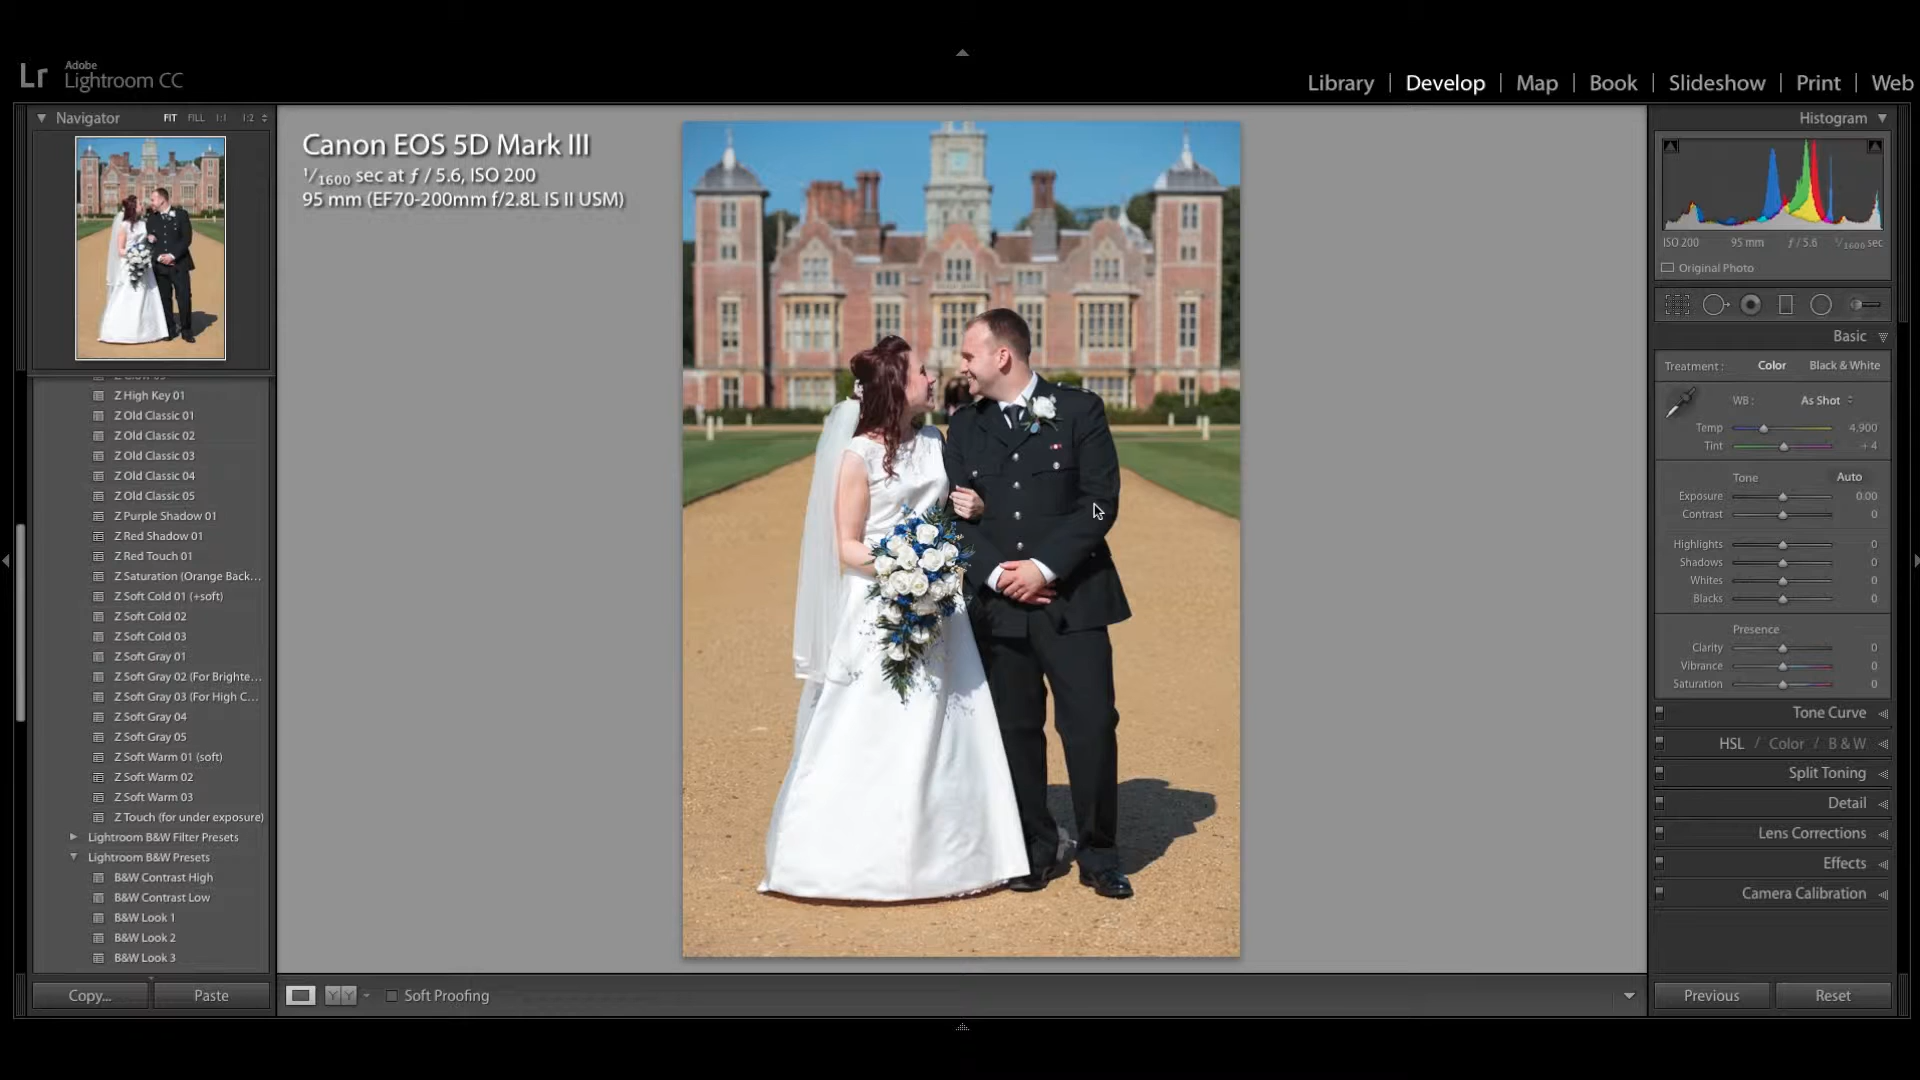 Lr Adobe
Lightroom CC
Library | Develop | Map | Book | Slideshow | Print | Web
Navigator FIT FILL 1:1 1:2
Canon EOS 5D Mark III
1/1600 sec at ƒ / 5.6, ISO 200
95 mm (EF70-200mm f/2.8L IS II USM)
Z High Key 01
Z Old Classic 01
Z Old Classic 02
Z Old Classic 03
Z Old Classic 04
Z Old Classic 05
Z Purple Shadow 01
Z Red Shadow 01
Z Red Touch 01
Z Saturation (Orange Back...
Z Soft Cold 01 (+soft)
Z Soft Cold 02
Z Soft Cold 03
Z Soft Gray 01
Z Soft Gray 02 (For Brighte...
Z Soft Gray 03 (For High C...
Z Soft Gray 04
Z Soft Gray 05
Z Soft Warm 01 (soft)
Z Soft Warm 02
Z Soft Warm 03
Z Touch (for under exposure)
Lightroom B&W Filter Presets
Lightroom B&W Presets
B&W Contrast High
B&W Contrast Low
B&W Look 1
B&W Look 2
B&W Look 3
Copy... Paste
Soft Proofing
Histogram
ISO 200 95 mm ƒ / 5.6 1/1600 sec
Original Photo
Basic
Treatment : Color Black & White
WB : As Shot
Temp 4,900
Tint + 4
Tone Auto
Exposure 0.00
Contrast 0
Highlights 0
Shadows 0
Whites 0
Blacks 0
Presence
Clarity 0
Vibrance 0
Saturation 0
Tone Curve
HSL / Color / B & W
Split Toning
Detail
Lens Corrections
Effects
Camera Calibration
Previous Reset